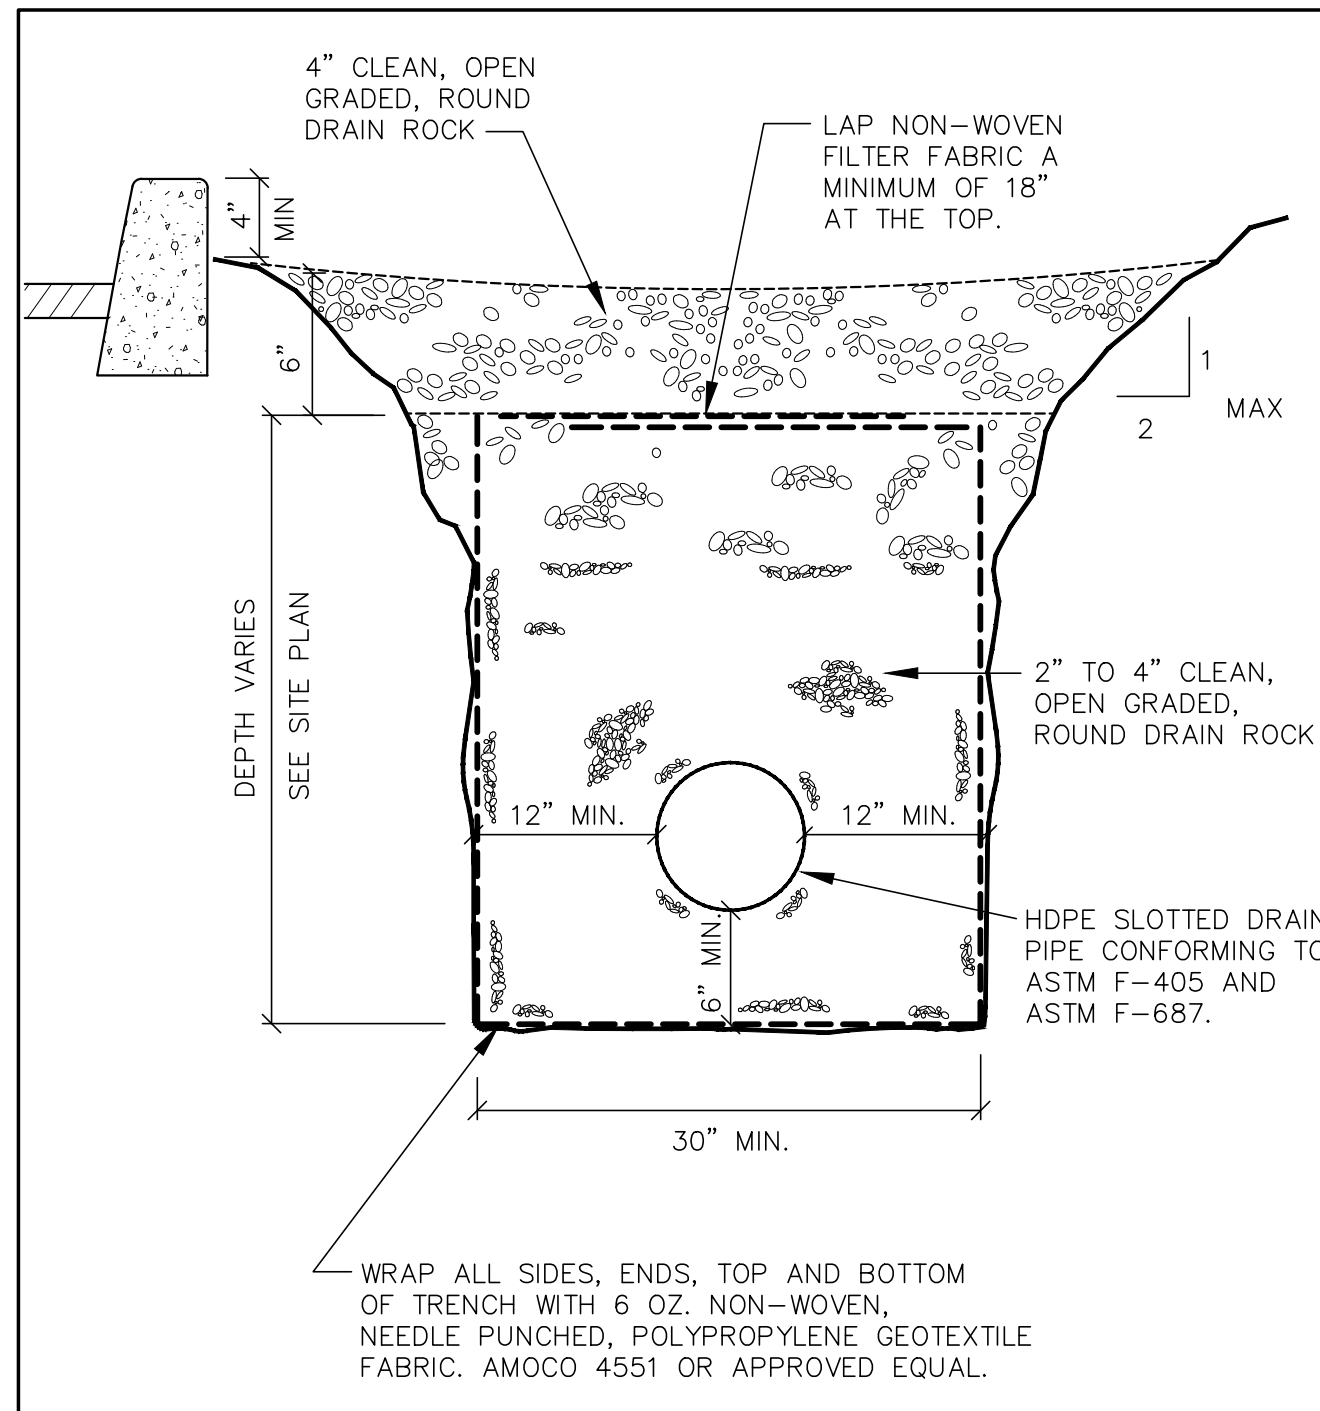 4” CLEAN, OPEN
GRADED, ROUND
DRAIN ROCK
LAP NON-WOVEN
FILTER FABRIC A
MINIMUM OF 18”
AT THE TOP.
4”
MIN
6”
1
2
MAX
DEPTH VARIES
SEE SITE PLAN
2” TO 4” CLEAN,
OPEN GRADED,
ROUND DRAIN ROCK
12” MIN.
12” MIN.
6” MIN.
HDPE SLOTTED DRAIN
PIPE CONFORMING TO
ASTM F-405 AND
ASTM F-687.
30” MIN.
WRAP ALL SIDES, ENDS, TOP AND BOTTOM
OF TRENCH WITH 6 OZ. NON-WOVEN,
NEEDLE PUNCHED, POLYPROPYLENE GEOTEXTILE
FABRIC. AMOCO 4551 OR APPROVED EQUAL.